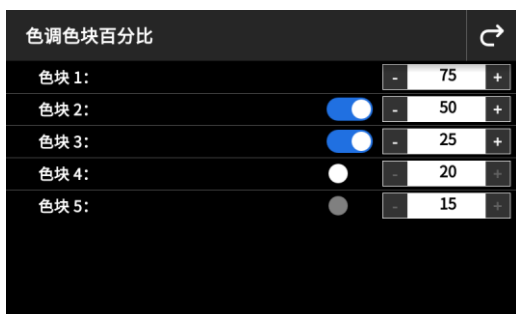 色调色块百分比
色块 1: - 75 +
色块 2: - 50 +
色块 3: - 25 +
色块 4: - 20 +
色块 5: - 15 +